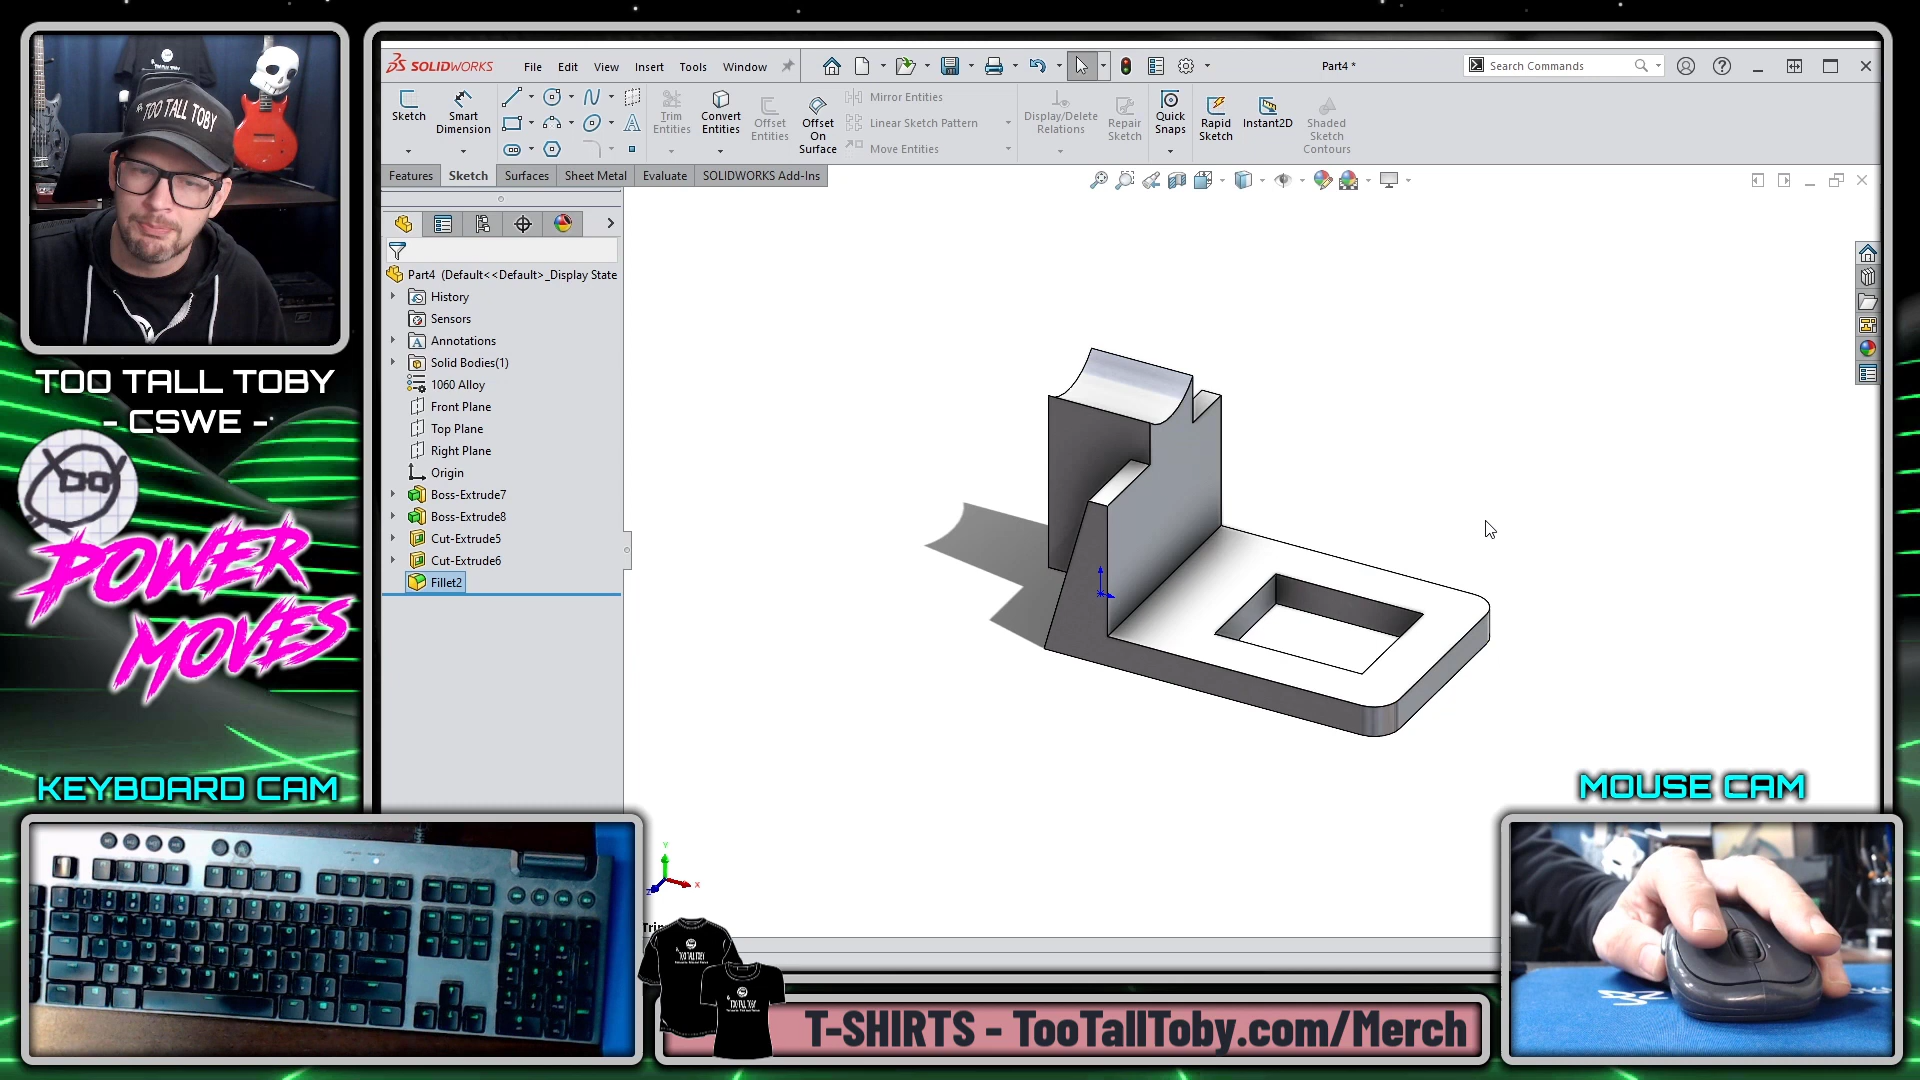 TOO TALL TOBY
TOO TALL TOBY
- CSWE -
POWER
MOVES
KEYBOARD CAM
MOUSE CAM
SOLIDWORKS
File
Edit
View
Insert
Tools
Window
Part4 *
Search Commands
Sketch
Smart
Dimension
Trim
Entities
Convert
Entities
Offset
Entities
Offset
On
Surface
Mirror Entities
Linear Sketch Pattern
Move Entities
Display/Delete
Relations
Repair
Sketch
Quick
Snaps
Rapid
Sketch
Instant2D
Shaded
Sketch
Contours
Features
Sketch
Surfaces
Sheet Metal
Evaluate
SOLIDWORKS Add-Ins
Part4 (Default<<Default>_Display State
History
Sensors
Annotations
Solid Bodies(1)
1060 Alloy
Front Plane
Top Plane
Right Plane
Origin
Boss-Extrude7
Boss-Extrude8
Cut-Extrude5
Cut-Extrude6
Fillet2
Y
X
Z
T-SHIRTS - TooTallToby.com/Merch